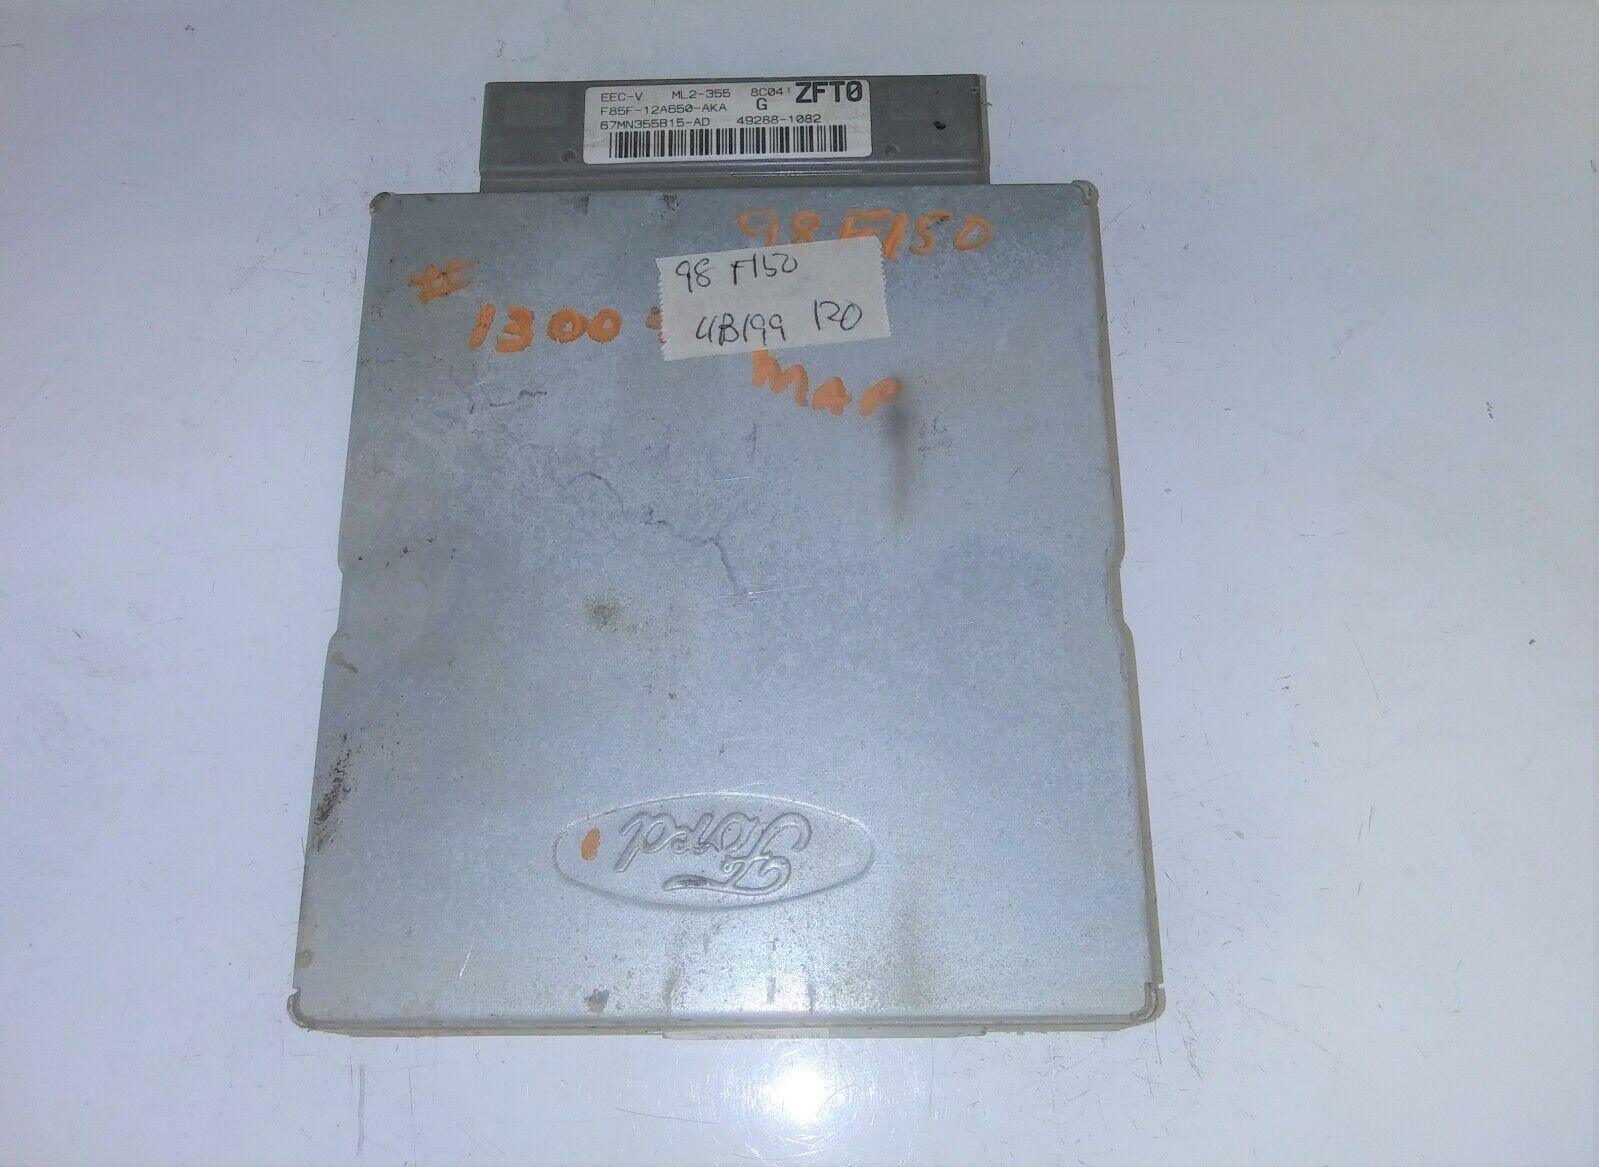 EEC-V ML2-355 8C04 ZFT0
F85F-12A650-AKA G
67MN355B15-AD 49288-1082
98 F150
# 1300
98 F150
4B199 120
MAP
Ford